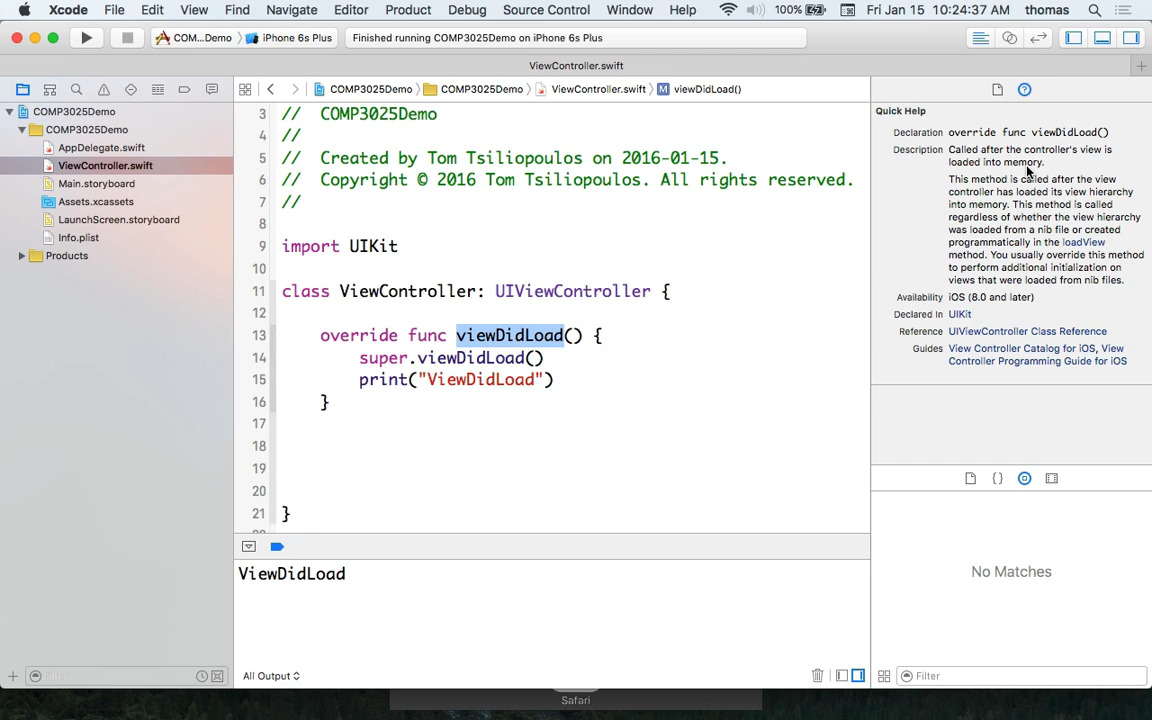 Xcode File Edit View Find Navigate Editor Product Debug Source Control Window Help 100% Fri Jan 15 10:24:37 AM thomas
COM...Demo iPhone 6s Plus Finished running COMP3025Demo on iPhone 6s Plus
ViewController.swift
COMP3025Demo COMP3025Demo ViewController.swift M viewDidLoad()
COMP3025Demo
COMP3025Demo
AppDelegate.swift
ViewController.swift
Main.storyboard
Assets.xcassets
LaunchScreen.storyboard
Info.plist
Products
3 // COMP3025Demo
4 //
5 // Created by Tom Tsiliopoulos on 2016-01-15.
6 // Copyright © 2016 Tom Tsiliopoulos. All rights reserved.
7 //
8
9 import UIKit
10
11 class ViewController: UIViewController {
12
13 override func viewDidLoad() {
14 super.viewDidLoad()
15 print("ViewDidLoad")
16 }
17
18
19
20
21 }
ViewDidLoad
All Output
Quick Help
Declaration override func viewDidLoad()
Description Called after the controller's view is
loaded into memory.
This method is called after the view
controller has loaded its view hierarchy
into memory. This method is called
regardless of whether the view hierarchy
was loaded from a nib file or created
programmatically in the loadView
method. You usually override this method
to perform additional initialization on
views that were loaded from nib files.
Availability iOS (8.0 and later)
Declared In UIKit
Reference UIViewController Class Reference
Guides View Controller Catalog for iOS, View
Controller Programming Guide for iOS
{ }
No Matches
Filter
Filter
Safari